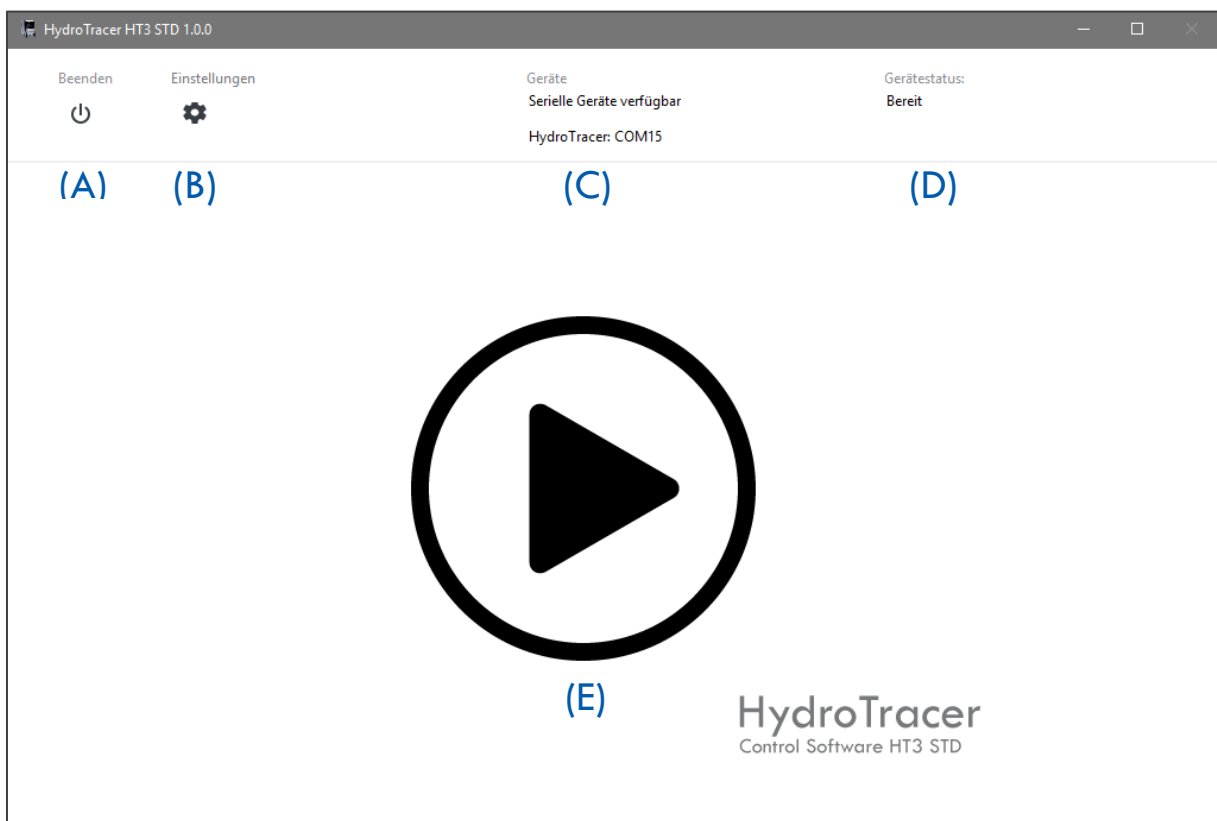 HydroTracer HT3 STD 1.0.0
Beenden
Einstellungen
Geräte
Serielle Geräte verfügbar
HydroTracer: COM15
Gerätestatus:
Bereit
(A)
(B)
(C)
(D)
(E)
HydroTracer
Control Software HT3 STD